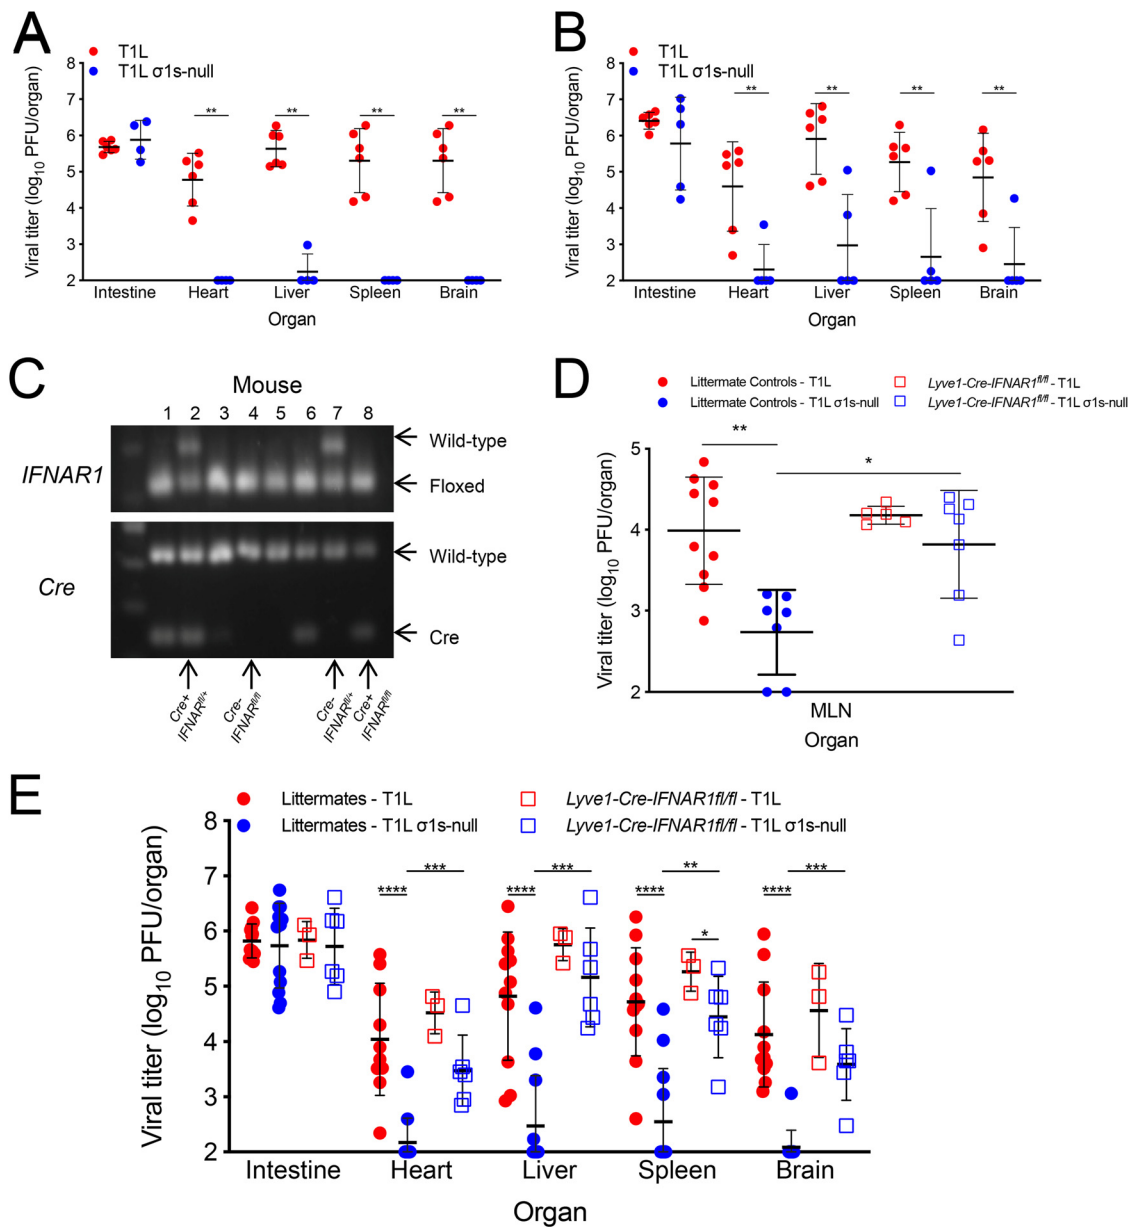 A
T1L
T1L σ1s-null
Viral titer (log10 PFU/organ)
8
7
6
5
4
3
2
** ** ** **
Intestine Heart Liver Spleen Brain
Organ
B
T1L
T1L σ1s-null
Viral titer (log10 PFU/organ)
8
7
6
5
4
3
2
** ** ** **
Intestine Heart Liver Spleen Brain
Organ
C
Mouse
1 2 3 4 5 6 7 8
IFNAR1
Wild-type
Floxed
Cre
Wild-type
Cre
Cre+
IFNARfl/+
Cre-
IFNARfl/fl
Cre-
IFNARfl/+
Cre+
IFNARfl/fl
D
Littermate Controls - T1L
Littermate Controls - T1L σ1s-null
Lyve1-Cre-IFNAR1fl/fl - T1L
Lyve1-Cre-IFNAR1fl/fl - T1L σ1s-null
Viral titer (log10 PFU/organ)
5
4
3
2
**
*
MLN
Organ
E
Littermates - T1L
Littermates - T1L σ1s-null
Lyve1-Cre-IFNAR1fl/fl - T1L
Lyve1-Cre-IFNAR1fl/fl - T1L σ1s-null
Viral titer (log10 PFU/organ)
8
7
6
5
4
3
2
*** *** ** ***
**** **** **** ****
*
Intestine Heart Liver Spleen Brain
Organ